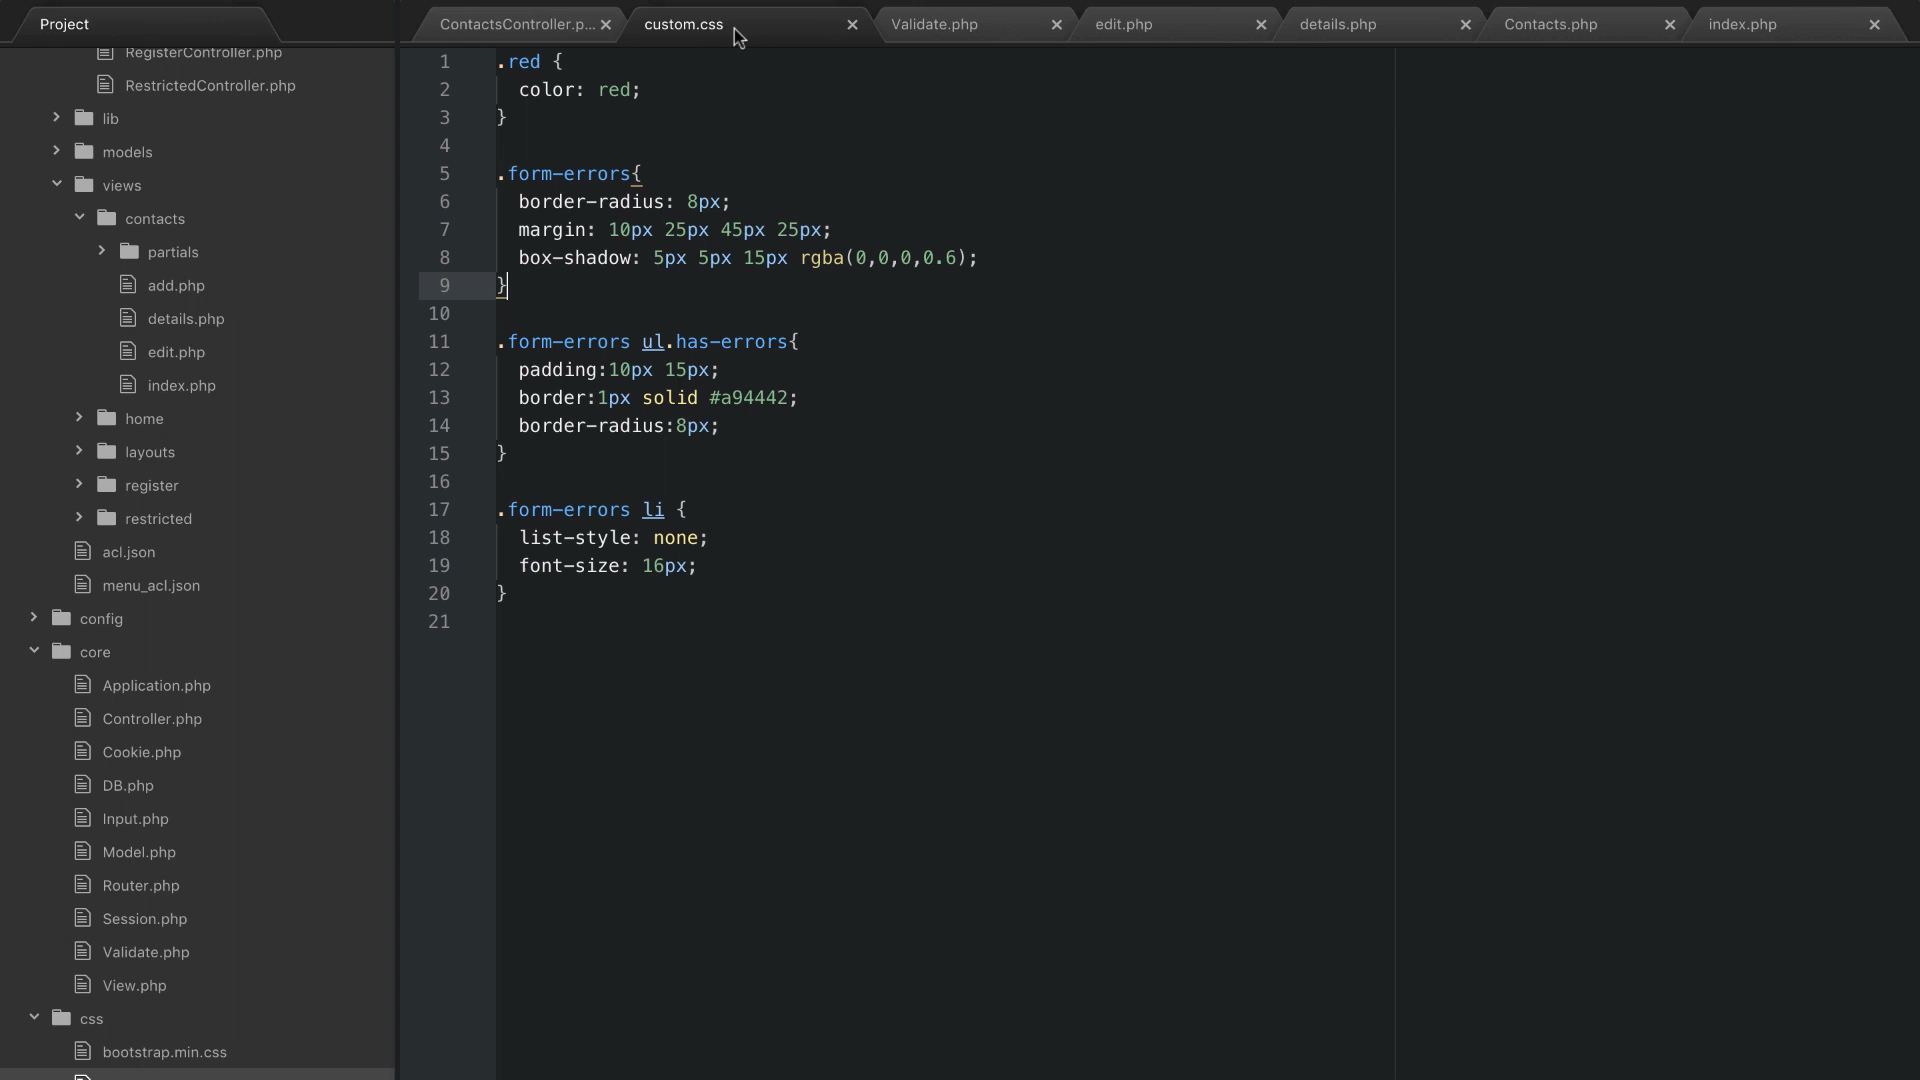 Project
ContactsController.p...
custom.css
Validate.php
edit.php
details.php
Contacts.php
index.php
RegisterController.php
RestrictedController.php
lib
models
views
contacts
partials
add.php
details.php
edit.php
index.php
home
layouts
register
restricted
acl.json
menu_acl.json
config
core
Application.php
Controller.php
Cookie.php
DB.php
Input.php
Model.php
Router.php
Session.php
Validate.php
View.php
css
bootstrap.min.css
1 .red {
2 color: red;
3 }
4
5 .form-errors{
6 border-radius: 8px;
7 margin: 10px 25px 45px 25px;
8 box-shadow: 5px 5px 15px rgba(0,0,0,0.6);
9 }
10
11 .form-errors ul.has-errors{
12 padding:10px 15px;
13 border:1px solid #a94442;
14 border-radius:8px;
15 }
16
17 .form-errors li {
18 list-style: none;
19 font-size: 16px;
20 }
21